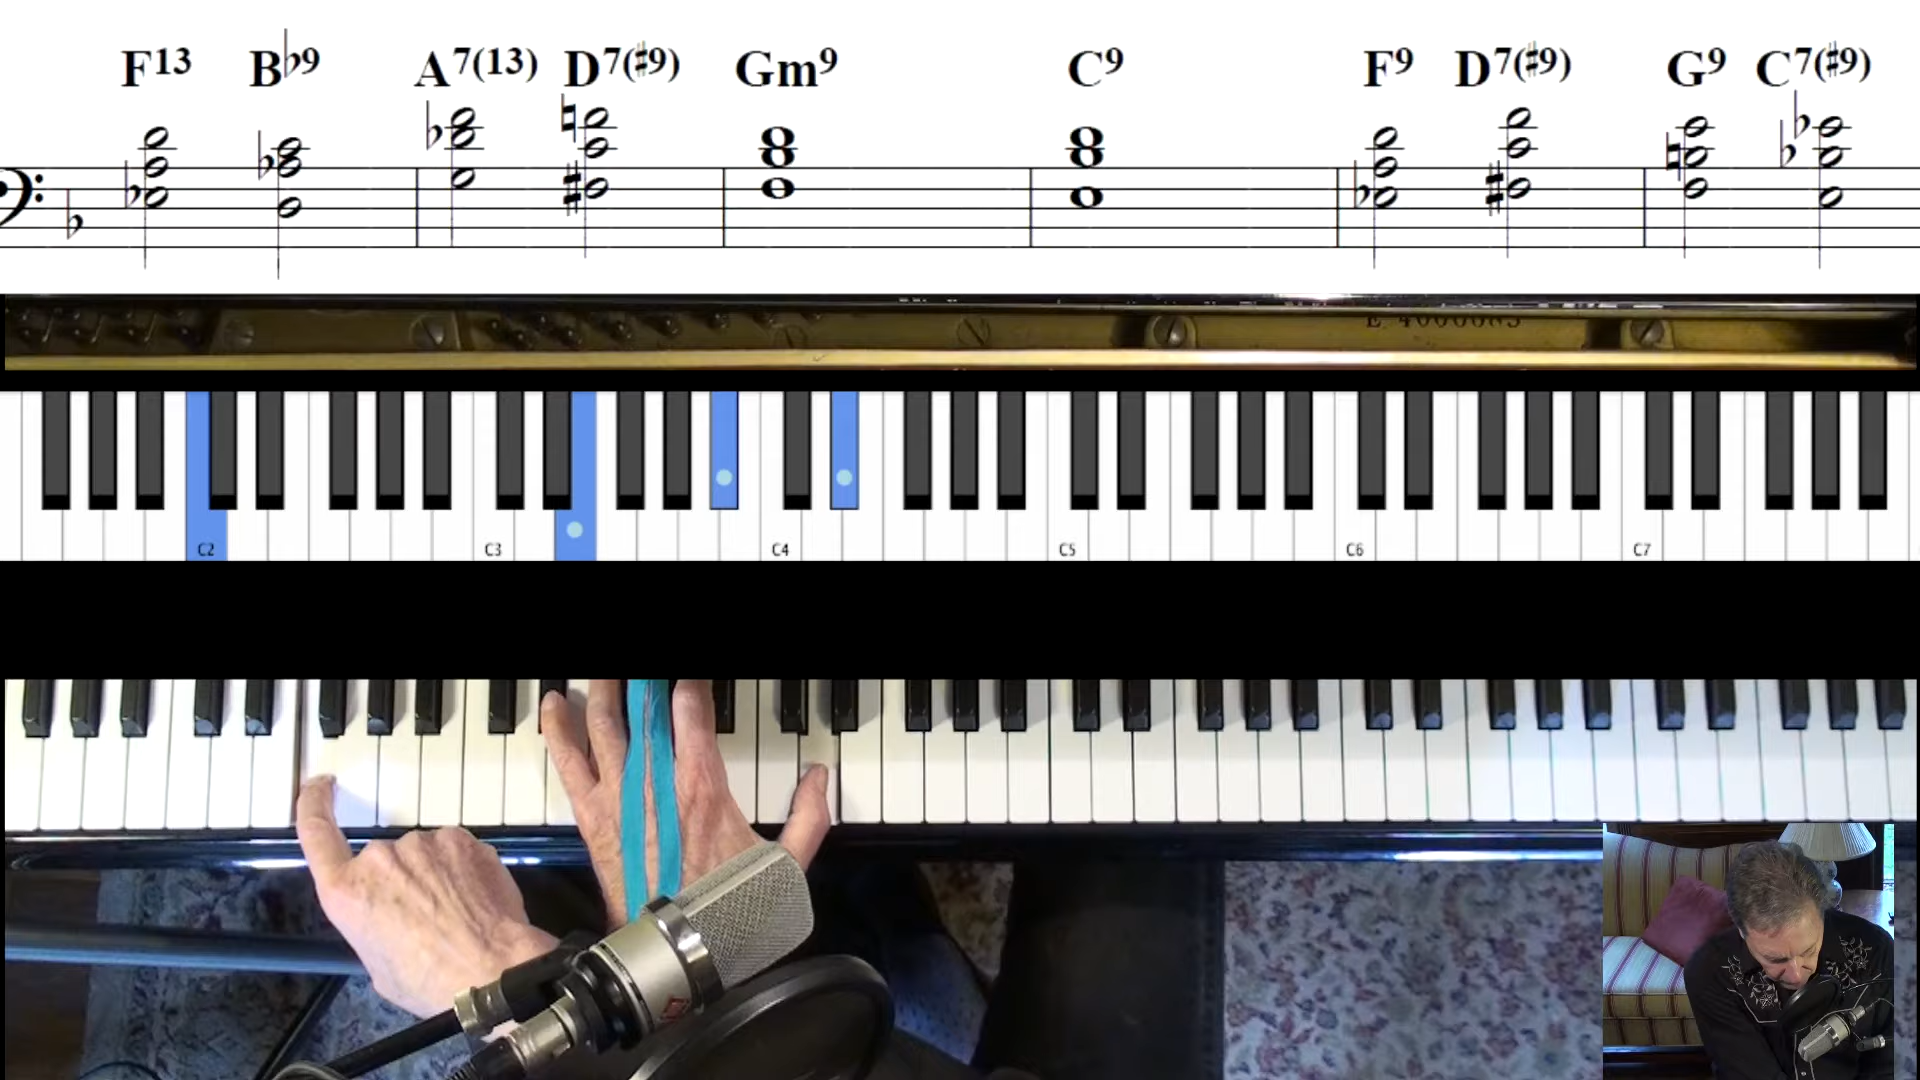 F13 B♭9 A7(13) D7(♯9) Gm9 C9 F9 D7(♯9) G9 C7(♯9)
C2 C3 C4 C5 C6 C7